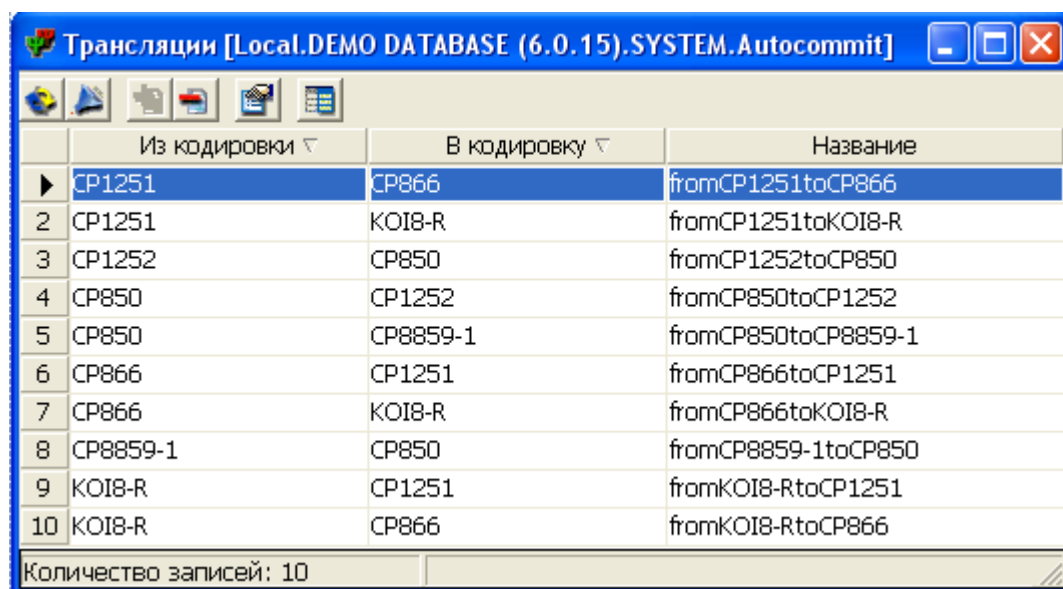 Трансляции [Local.DEMO DATABASE (6.0.15).SYSTEM.Autocommit]
Из кодировки В кодировку Название
CP1251 CP866 fromCP1251toCP866
2 CP1251 KOI8-R fromCP1251toKOI8-R
3 CP1252 CP850 fromCP1252toCP850
4 CP850 CP1252 fromCP850toCP1252
5 CP850 CP8859-1 fromCP850toCP8859-1
6 CP866 CP1251 fromCP866toCP1251
7 CP866 KOI8-R fromCP866toKOI8-R
8 CP8859-1 CP850 fromCP8859-1toCP850
9 KOI8-R CP1251 fromKOI8-RtoCP1251
10 KOI8-R CP866 fromKOI8-RtoCP866
Количество записей: 10